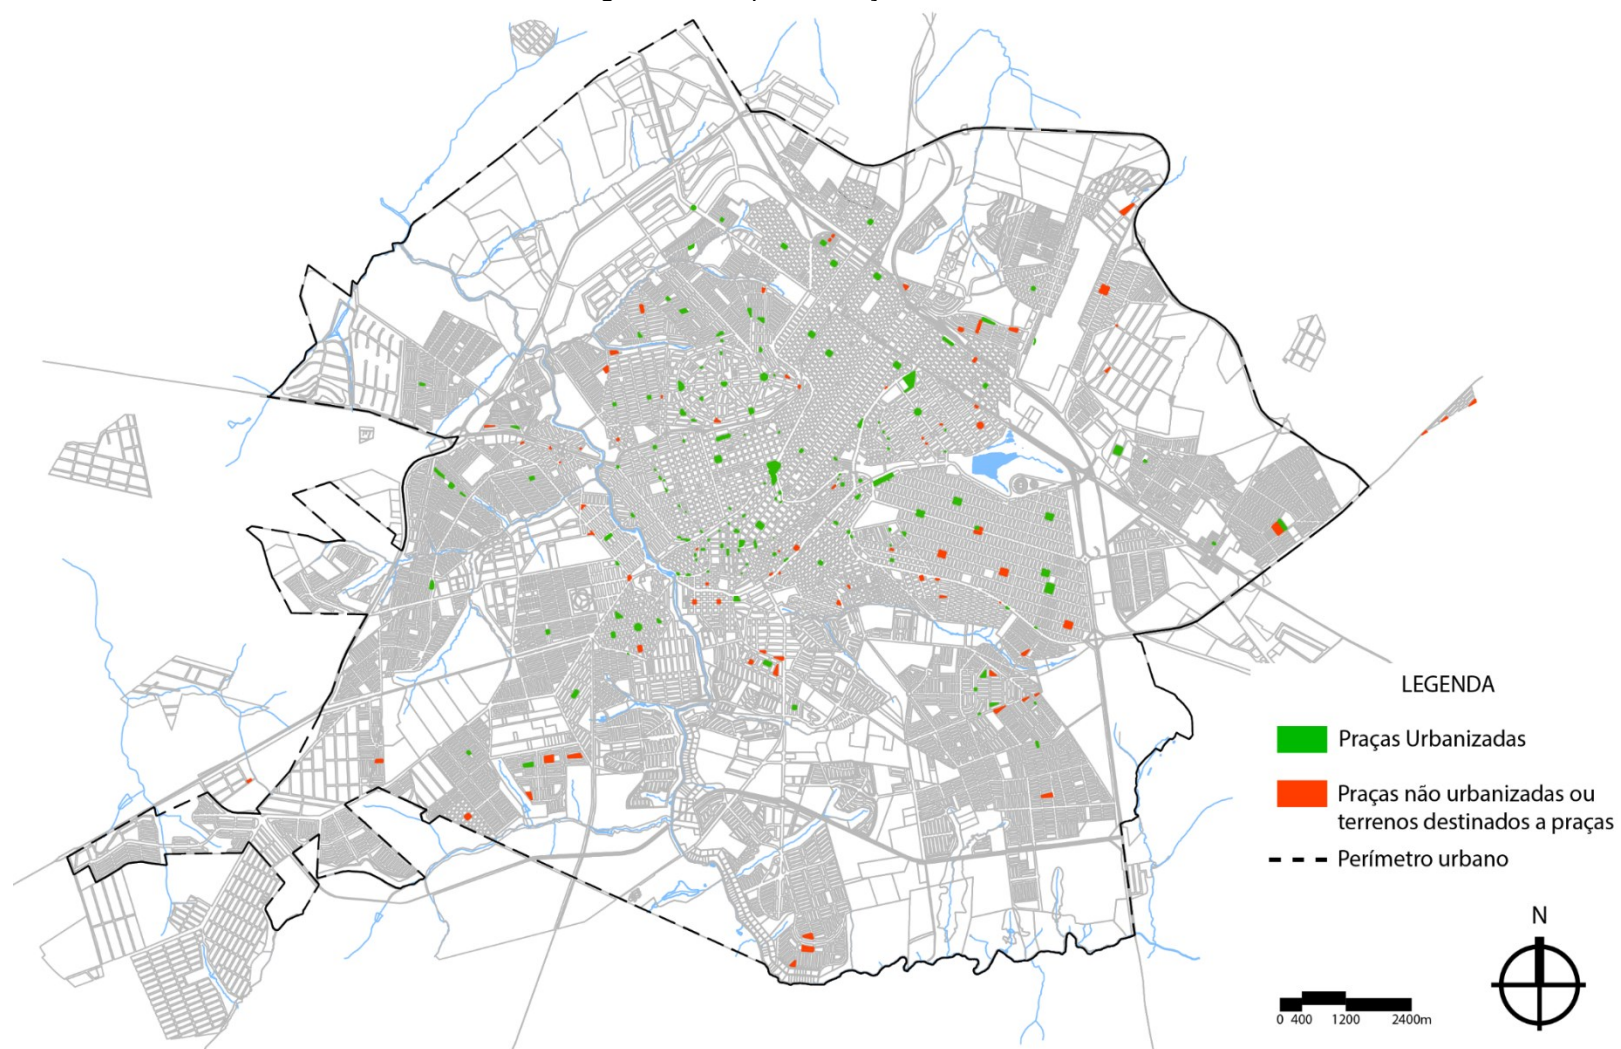 LEGENDA
Praças Urbanizadas
Praças não urbanizadas ou
terrenos destinados a praças
Perímetro urbano
N
0 400 1200 2400m